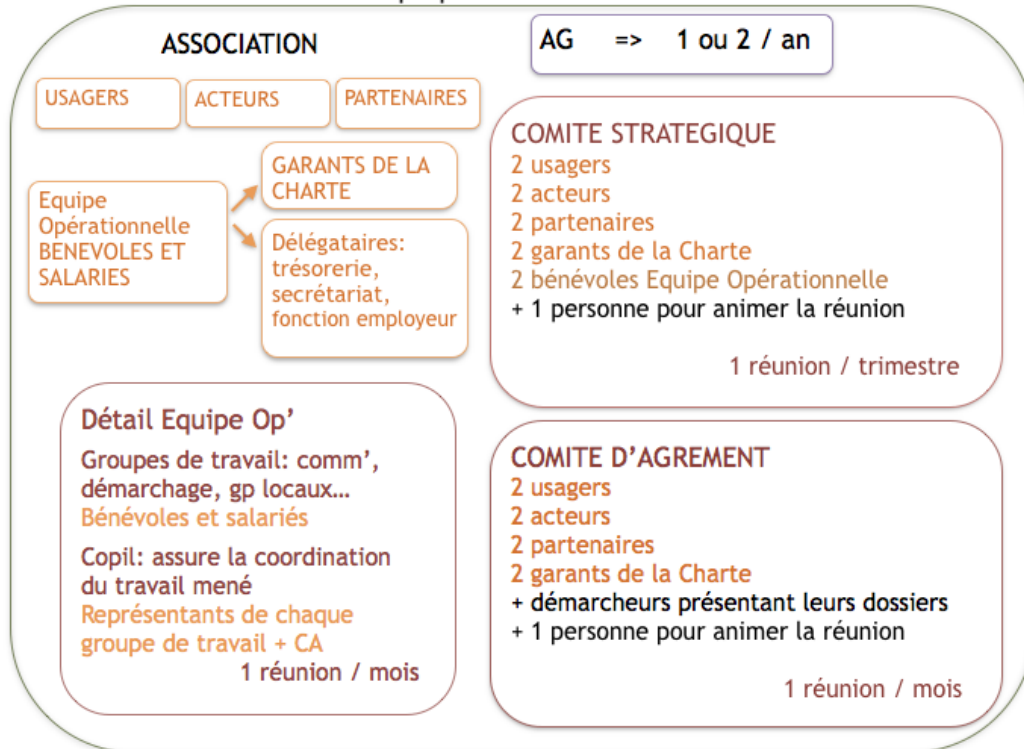 ASSOCIATION
AG => 1 ou 2 / an
USAGERS
ACTEURS
PARTENAIRES
GARANTS DE LA
CHARTE
Equipe
Opérationnelle
BENEVOLES ET
SALARIES
Délégataires:
trésorerie,
secrétariat,
fonction employeur
COMITE STRATEGIQUE
2 usagers
2 acteurs
2 partenaires
2 garants de la Charte
2 bénévoles Equipe Opérationnelle
+ 1 personne pour animer la réunion
1 réunion / trimestre
Détail Equipe Op’
Groupes de travail: comm’,
démarchage, gp locaux…
Bénévoles et salariés
Copil: assure la coordination
du travail mené
Représentants de chaque
groupe de travail + CA
1 réunion / mois
COMITE D’AGREMENT
2 usagers
2 acteurs
2 partenaires
2 garants de la Charte
+ démarcheurs présentant leurs dossiers
+ 1 personne pour animer la réunion
1 réunion / mois